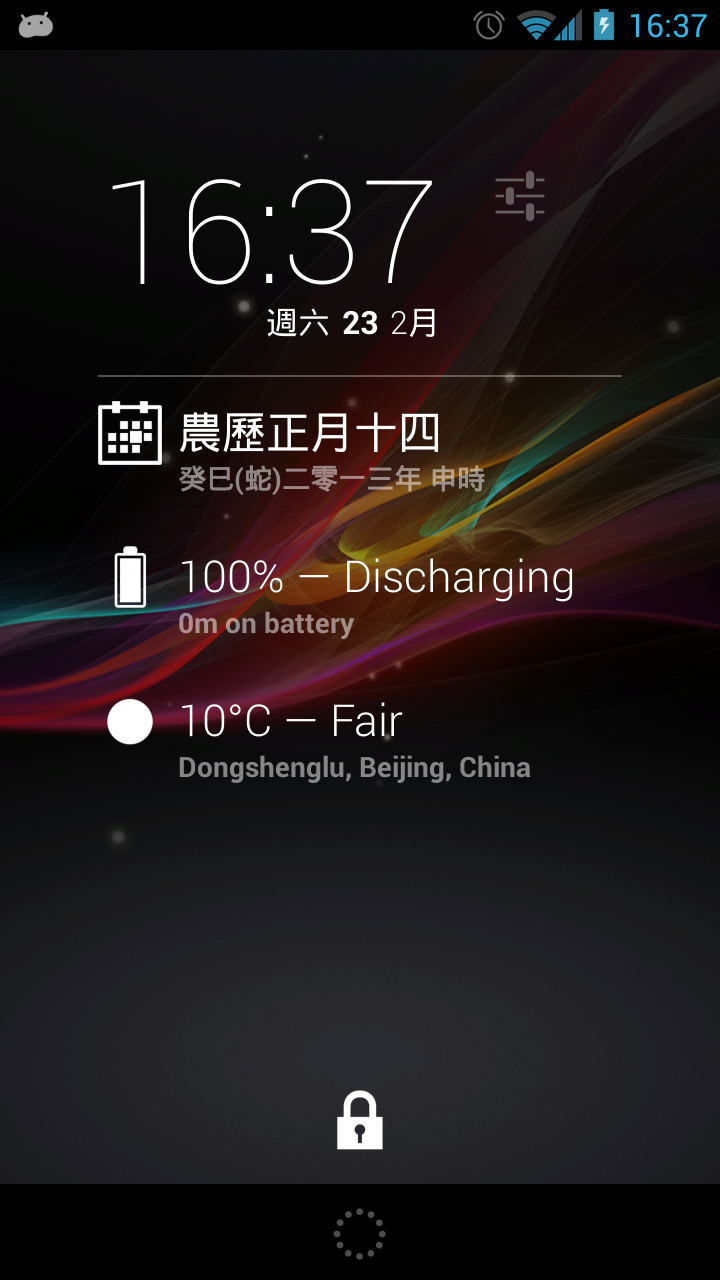 16:37
16:37
週六 23 2月
農歷正月十四
癸巳(蛇)二零一三年 申時
100% — Discharging
0m on battery
10°C — Fair
Dongshenglu, Beijing, China